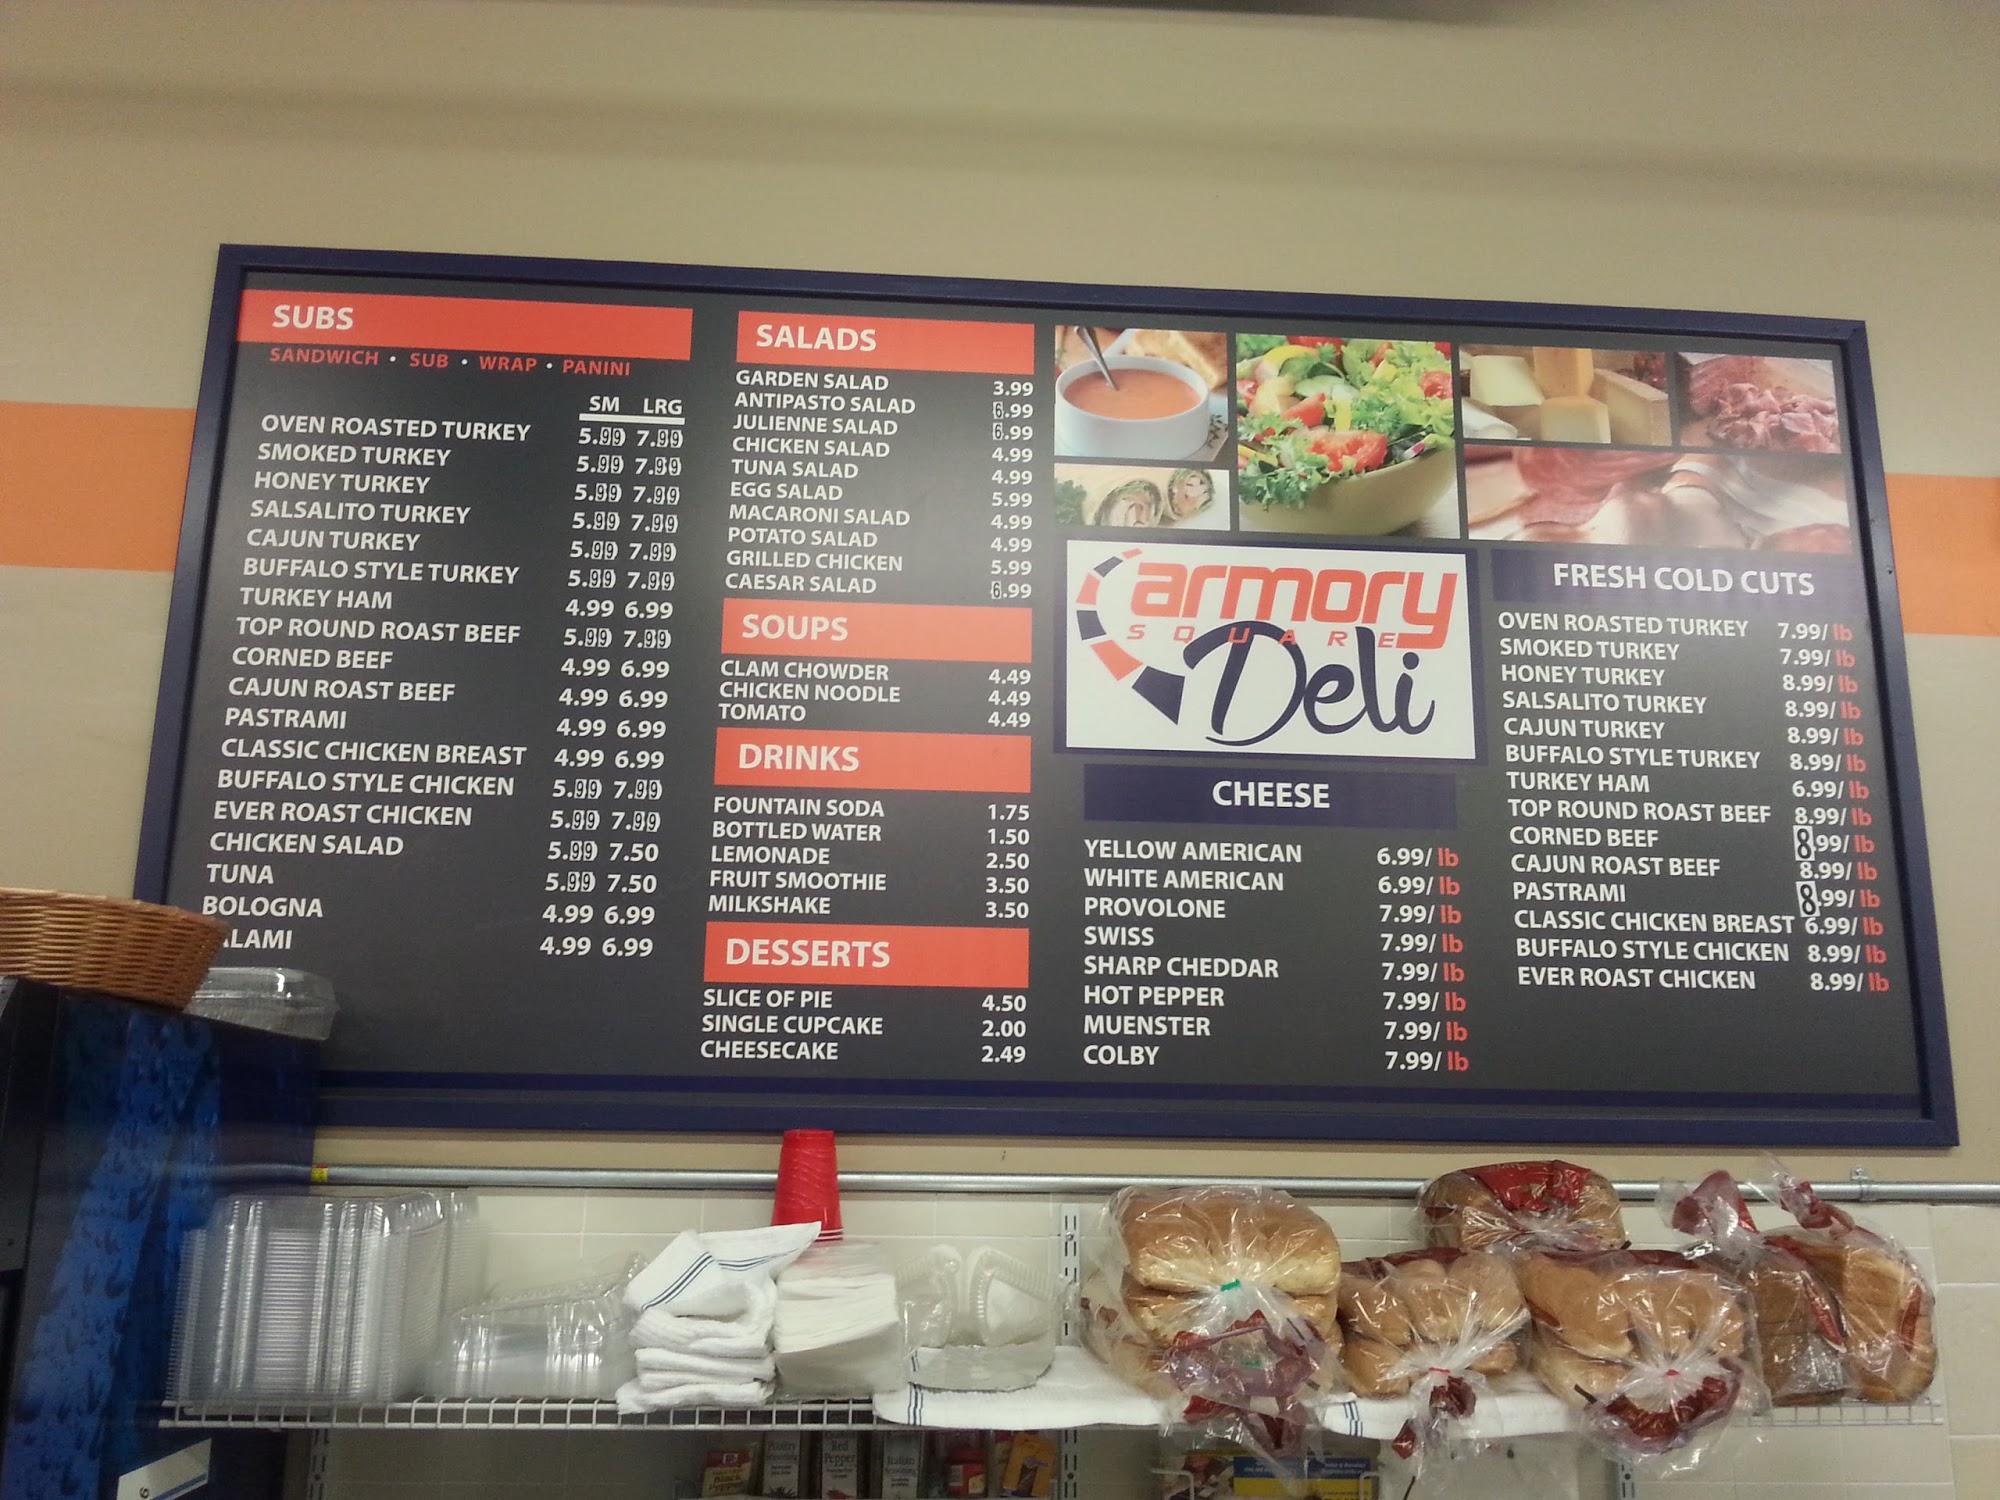 SUBS
SANDWICH • SUB • WRAP • PANINI
SM LRG
OVEN ROASTED TURKEY 5.99 7.99
SMOKED TURKEY 5.99 7.99
HONEY TURKEY 5.99 7.99
SALSALITO TURKEY 5.99 7.99
CAJUN TURKEY 5.99 7.99
BUFFALO STYLE TURKEY 5.99 7.99
TURKEY HAM 4.99 6.99
TOP ROUND ROAST BEEF 5.99 7.99
CORNED BEEF 4.99 6.99
CAJUN ROAST BEEF 4.99 6.99
PASTRAMI 4.99 6.99
CLASSIC CHICKEN BREAST 4.99 6.99
BUFFALO STYLE CHICKEN 5.99 7.99
EVER ROAST CHICKEN 5.99 7.99
CHICKEN SALAD 5.99 7.50
TUNA 5.99 7.50
BOLOGNA 4.99 6.99
ALAMI 4.99 6.99
SALADS
GARDEN SALAD 3.99
ANTIPASTO SALAD 6.99
JULIENNE SALAD 6.99
CHICKEN SALAD 4.99
TUNA SALAD 4.99
EGG SALAD 5.99
MACARONI SALAD 4.99
POTATO SALAD 4.99
GRILLED CHICKEN 5.99
CAESAR SALAD 6.99
SOUPS
CLAM CHOWDER 4.49
CHICKEN NOODLE 4.49
TOMATO 4.49
DRINKS
FOUNTAIN SODA 1.75
BOTTLED WATER 1.50
LEMONADE 2.50
FRUIT SMOOTHIE 3.50
MILKSHAKE 3.50
DESSERTS
SLICE OF PIE 4.50
SINGLE CUPCAKE 2.00
CHEESECAKE 2.49
armory
SQUARE
Deli
CHEESE
YELLOW AMERICAN 6.99/ lb
WHITE AMERICAN 6.99/ lb
PROVOLONE 7.99/ lb
SWISS 7.99/ lb
SHARP CHEDDAR 7.99/ lb
HOT PEPPER 7.99/ lb
MUENSTER 7.99/ lb
COLBY 7.99/ lb
FRESH COLD CUTS
OVEN ROASTED TURKEY 7.99/ lb
SMOKED TURKEY 7.99/ lb
HONEY TURKEY 8.99/ lb
SALSALITO TURKEY 8.99/ lb
CAJUN TURKEY 8.99/ lb
BUFFALO STYLE TURKEY 8.99/ lb
TURKEY HAM 6.99/ lb
TOP ROUND ROAST BEEF 8.99/ lb
CORNED BEEF 8.99/ lb
CAJUN ROAST BEEF 8.99/ lb
PASTRAMI 8.99/ lb
CLASSIC CHICKEN BREAST 6.99/ lb
BUFFALO STYLE CHICKEN 8.99/ lb
EVER ROAST CHICKEN 8.99/ lb
Red
Pepper
Italian